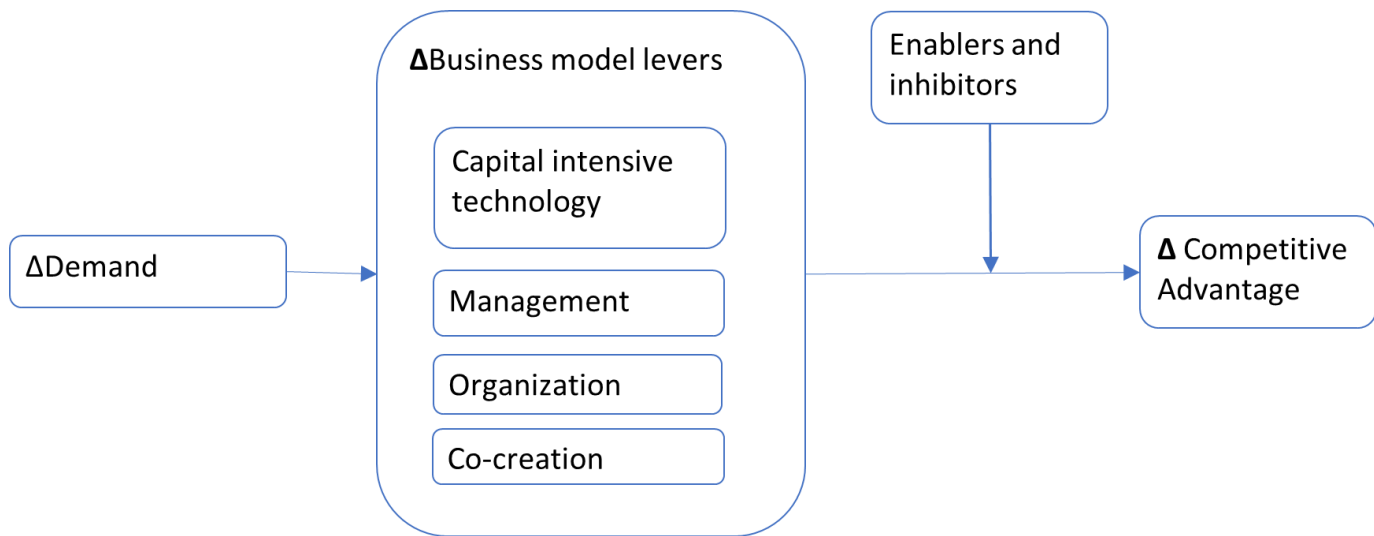 ΔBusiness model levers
Enablers and
inhibitors
Capital intensive
technology
ΔDemand
Management
Organization
Co-creation
Δ Competitive
Advantage